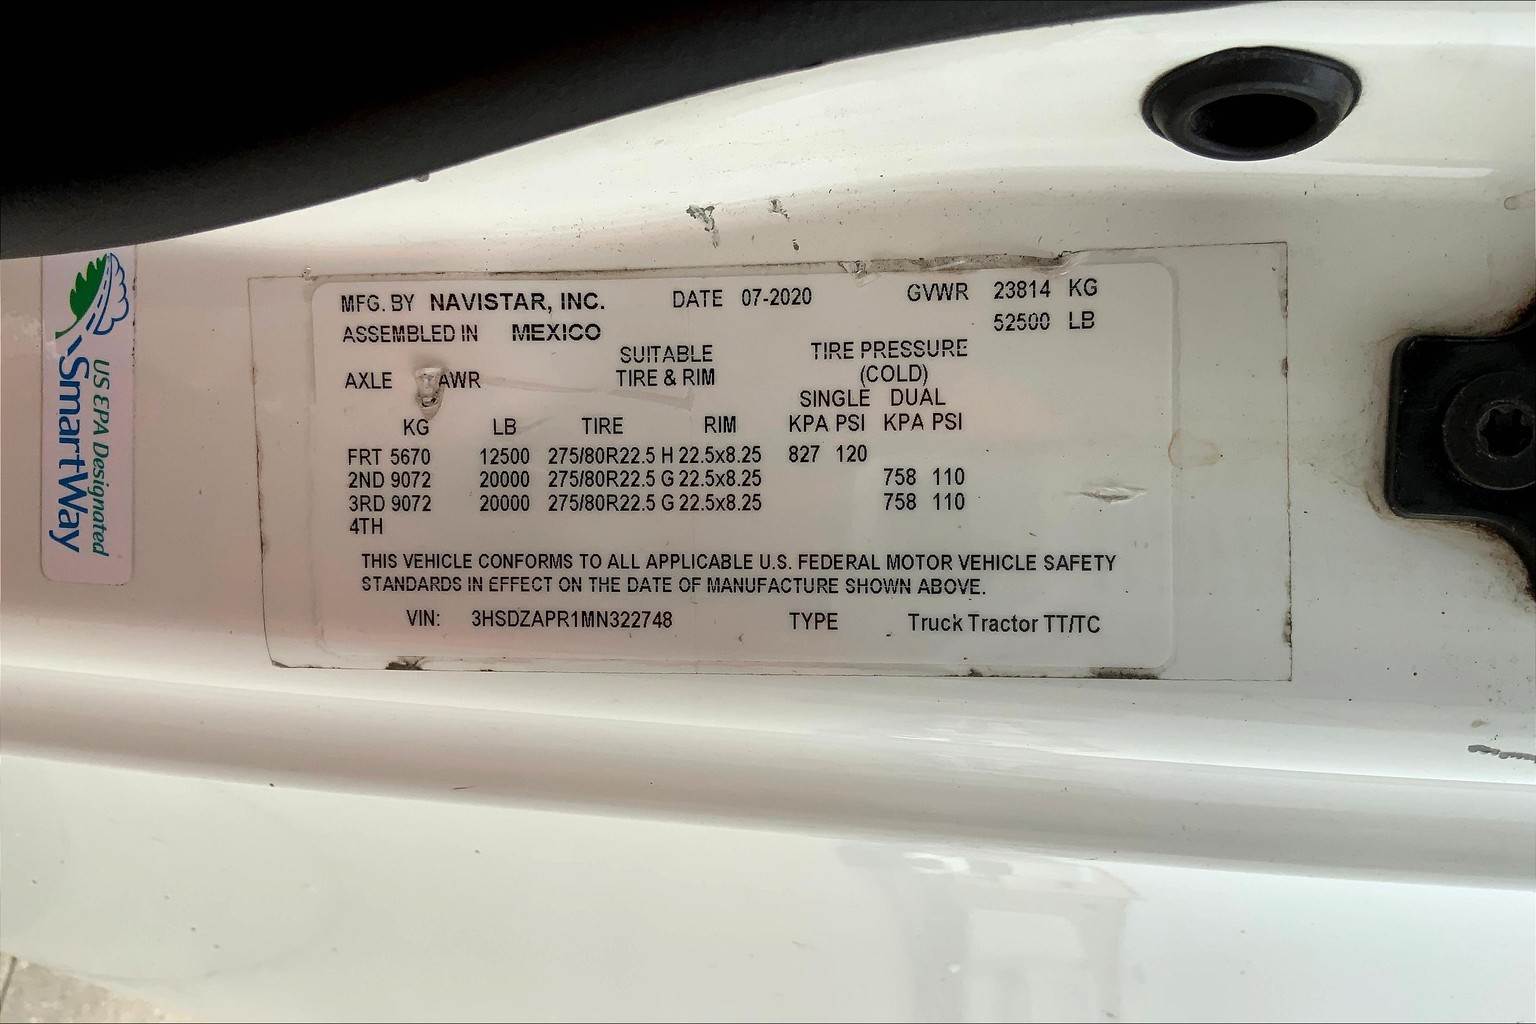 MFG. BY NAVISTAR, INC. DATE 07-2020 GVWR 23814 KG
ASSEMBLED IN MEXICO 52500 LB
SUITABLE TIRE PRESSURE
AXLE AWR TIRE & RIM (COLD)
SINGLE DUAL
KG LB TIRE RIM KPA PSI KPA PSI
FRT 5670 12500 275/80R22.5 H 22.5x8.25 827 120
2ND 9072 20000 275/80R22.5 G 22.5x8.25 758 110
3RD 9072 20000 275/80R22.5 G 22.5x8.25 758 110
4TH
THIS VEHICLE CONFORMS TO ALL APPLICABLE U.S. FEDERAL MOTOR VEHICLE SAFETY
STANDARDS IN EFFECT ON THE DATE OF MANUFACTURE SHOWN ABOVE.
VIN: 3HSDZAPR1MN322748 TYPE Truck Tractor TT/TC
US EPA Designated
SmartWay